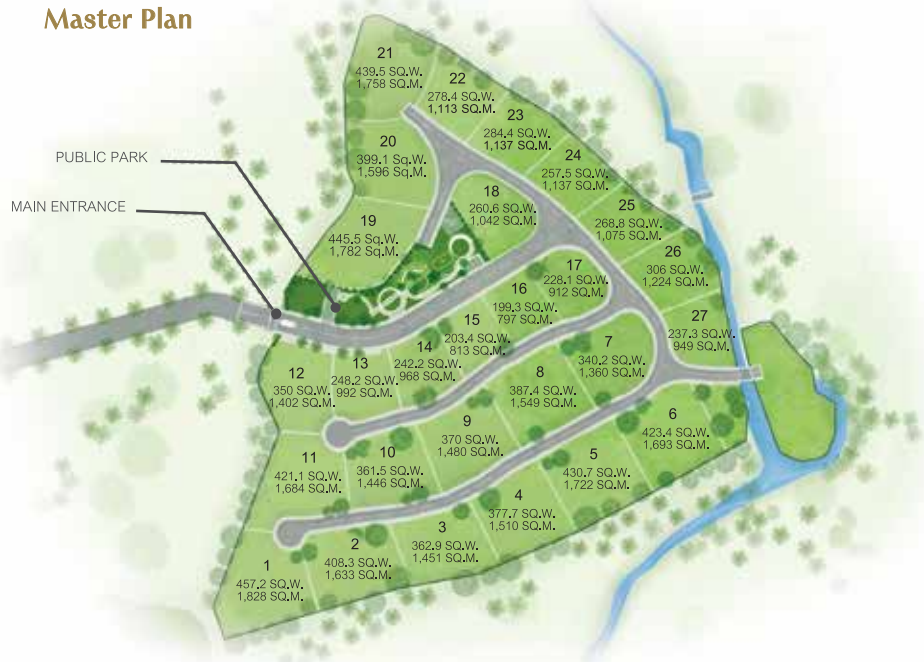 Master Plan
PUBLIC PARK
MAIN ENTRANCE
21
439.5 SQ.W.
1,758 SQ.M.
22
278.4 SQ.W.
1,113 SQ.M.
23
284.4 SQ.W.
1,137 SQ.M.
24
257.5 SQ.W.
1,137 SQ.M.
20
399.1 Sq.W.
1,596 Sq.M.
18
260.6 SQ.W.
1,042 SQ.M.
25
268.8 SQ.W.
1,075 SQ.M.
19
445.5 Sq.W.
1,782 Sq.M.
26
306 SQ.W.
1,224 SQ.M.
17
228.1 SQ.W.
912 SQ.M.
16
199.3 SQ.W.
797 SQ.M.
27
237.3 SQ.W.
949 SQ.M.
15
203.4 SQ.W.
813 SQ.M.
7
340.2 SQ.W.
1,360 SQ.M.
14
242.2 SQ.W.
968 SQ.M.
13
248.2 SQ.W.
992 SQ.M.
12
350 SQ.W.
1,402 SQ.M.
8
387.4 SQ.W.
1,549 SQ.M.
6
423.4 SQ.W.
1,693 SQ.M.
9
370 SQ.W.
1,480 SQ.M.
10
361.5 SQ.W.
1,446 SQ.M.
11
421.1 SQ.W.
1,684 SQ.M.
5
430.7 SQ.W.
1,722 SQ.M.
4
377.7 SQ.W.
1,510 SQ.M.
3
362.9 SQ.W.
1,451 SQ.M.
2
408.3 SQ.W.
1,633 SQ.M.
1
457.2 SQ.W.
1,828 SQ.M.